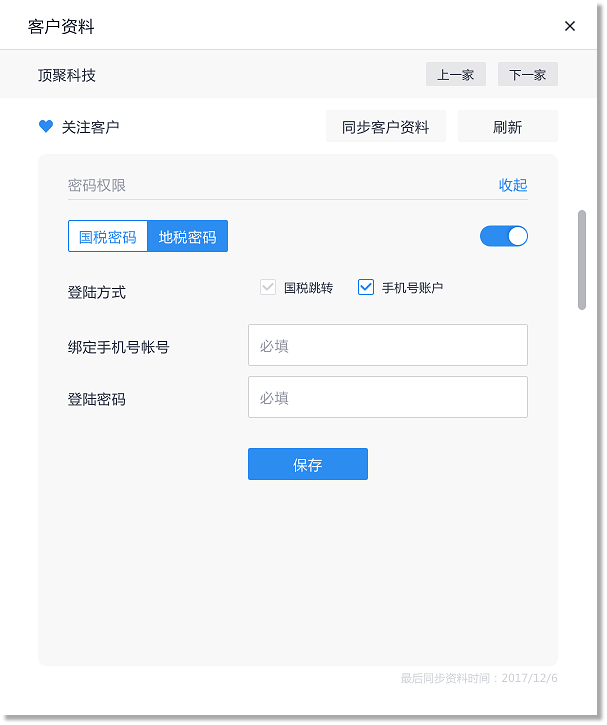 客户资料
顶聚科技
上一家 下一家
关注客户
同步客户资料 刷新
密码权限 收起
国税密码 地税密码
登陆方式 国税跳转 手机号账户
绑定手机号帐号 必填
登陆密码 必填
保存
最后同步资料时间：2017/12/6